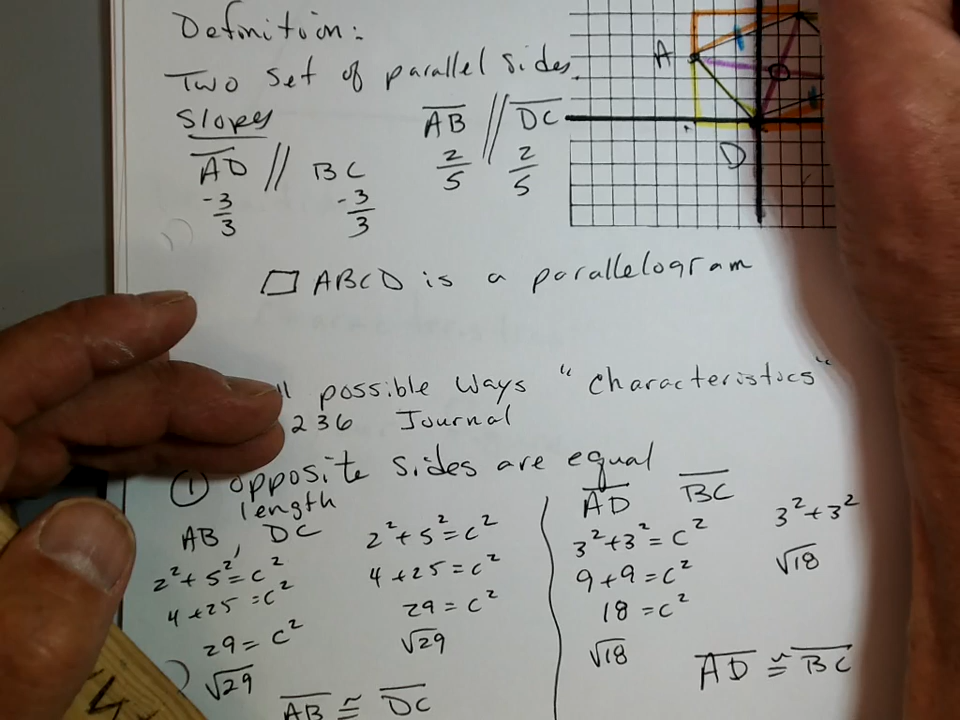 Definition:
Two set of parallel sides.
Slopes
AB // DC
2/5 2/5
AD // BC
-3/3 -3/3
A
D
▱ ABCD is a parallelogram
possible ways "characteristics"
236 Journal
① opposite sides are equal
length
AB, DC
2²+5²=c²
4+25=c²
29=c²
√29
2²+5²=c²
4+25=c²
29=c²
√29
AB ≅ DC
AD BC
3²+3²=c²
9+9=c²
18=c²
√18
3²+3²
√18
AD ≅ BC